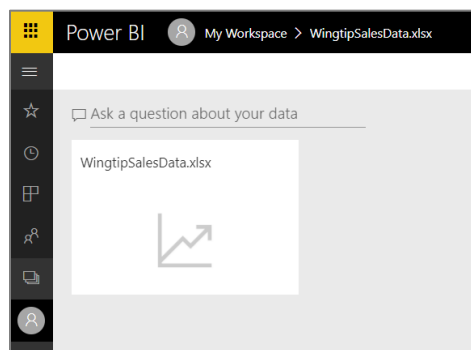 Power BI My Workspace > WingtipSalesData.xlsx
Ask a question about your data
WingtipSalesData.xlsx